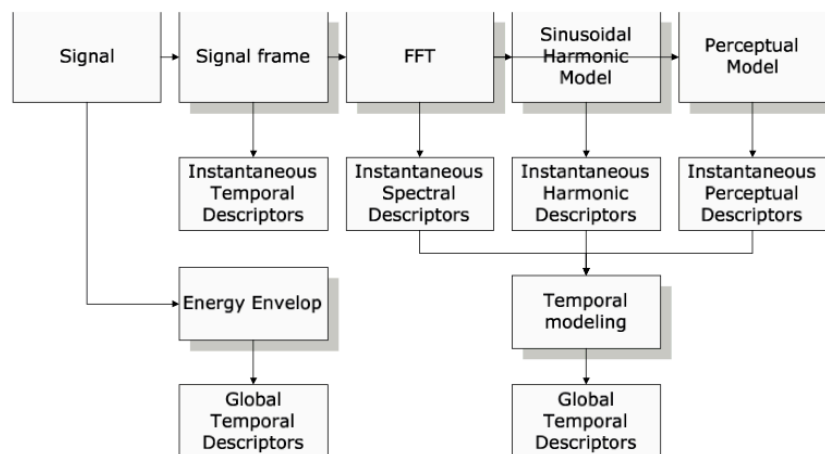 Signal
Signal frame
FFT
Sinusoidal
Harmonic
Model
Perceptual
Model
Instantaneous
Temporal
Descriptors
Instantaneous
Spectral
Descriptors
Instantaneous
Harmonic
Descriptors
Instantaneous
Perceptual
Descriptors
Energy Envelop
Temporal
modeling
Global
Temporal
Descriptors
Global
Temporal
Descriptors